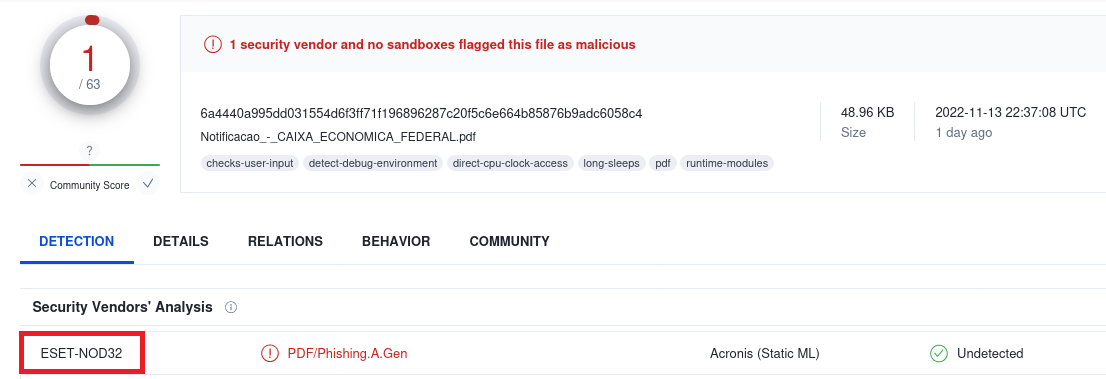 1
/ 63
?
Community Score
1 security vendor and no sandboxes flagged this file as malicious
6a4440a995dd031554d6f3ff71f196896287c20f5c6e664b85876b9adc6058c4
Notificacao_-_CAIXA_ECONOMICA_FEDERAL.pdf
checks-user-input detect-debug-environment direct-cpu-clock-access long-sleeps pdf runtime-modules
48.96 KB
Size
2022-11-13 22:37:08 UTC
1 day ago
DETECTION DETAILS RELATIONS BEHAVIOR COMMUNITY
Security Vendors' Analysis
ESET-NOD32 PDF/Phishing.A.Gen Acronis (Static ML) Undetected